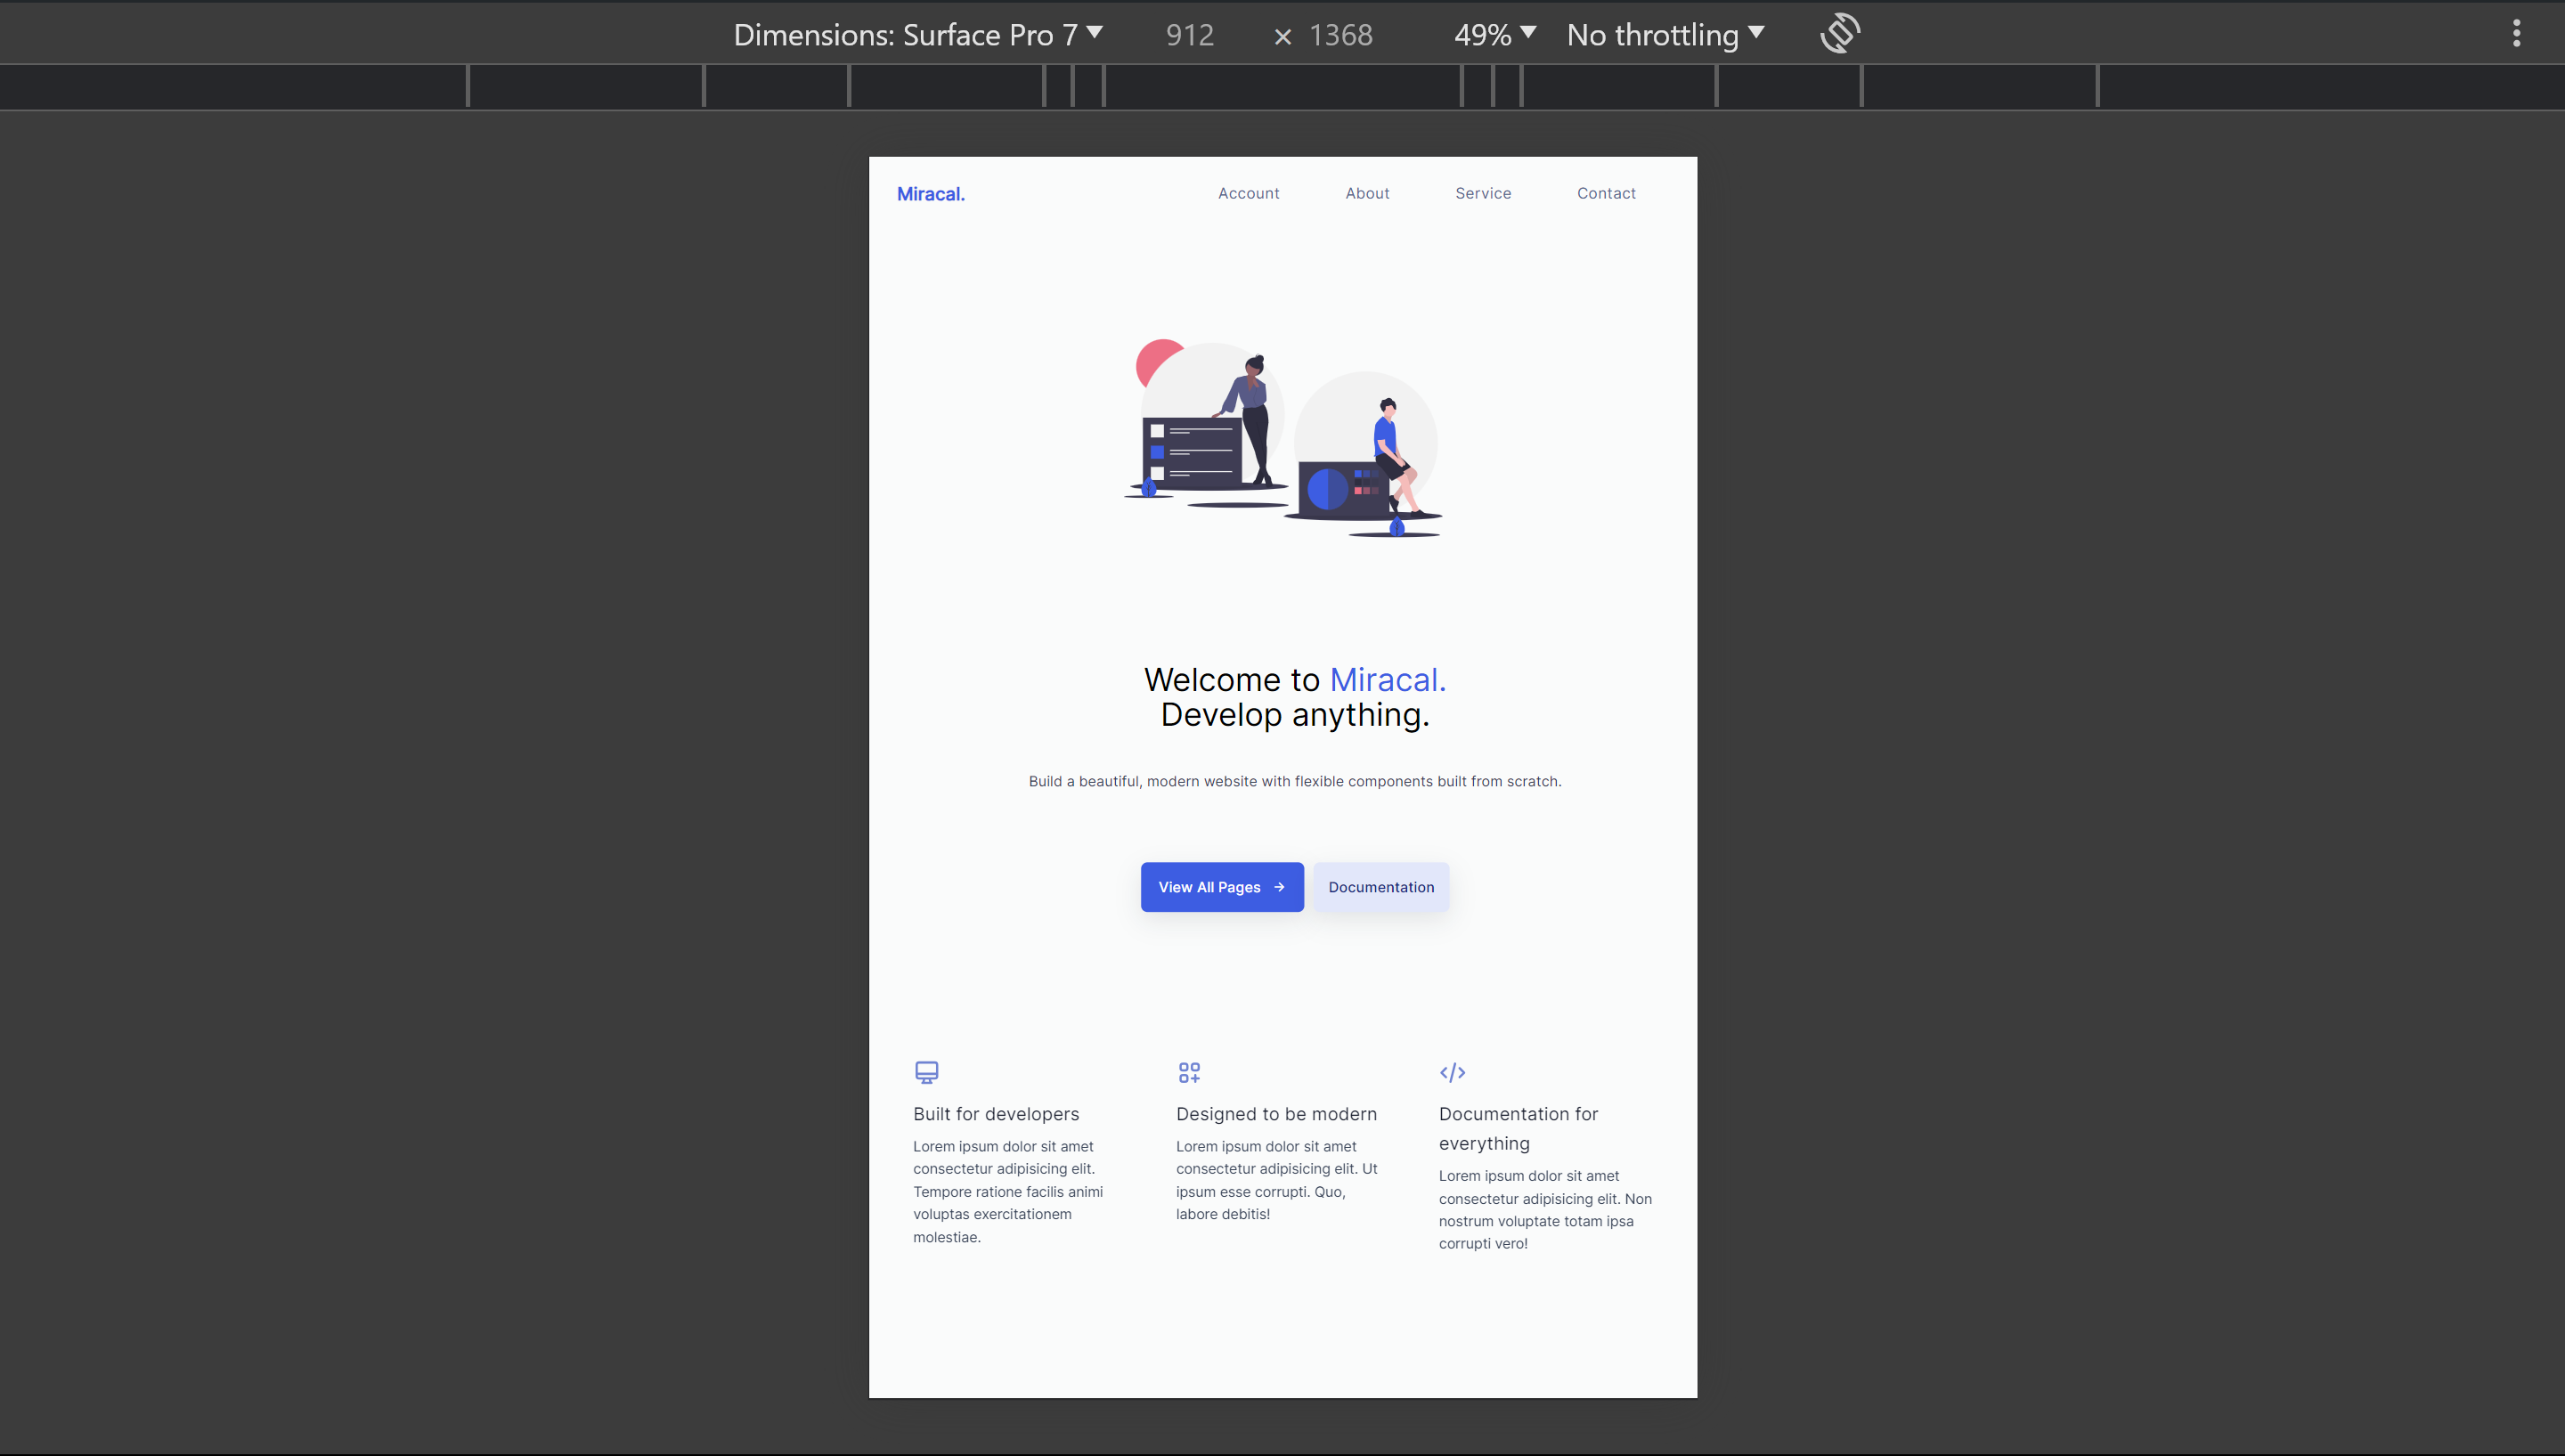 Dimensions: Surface Pro 7 912 × 1368 49% No throttling
Miracal. Account About Service Contact
Welcome to Miracal.
Develop anything.
Build a beautiful, modern website with flexible components built from scratch.
View All Pages → Documentation
Built for developers
Lorem ipsum dolor sit amet
consectetur adipisicing elit.
Tempore ratione facilis animi
voluptas exercitationem
molestiae.
Designed to be modern
Lorem ipsum dolor sit amet
consectetur adipisicing elit. Ut
ipsum esse corrupti. Quo,
labore debitis!
Documentation for
everything
Lorem ipsum dolor sit amet
consectetur adipisicing elit. Non
nostrum voluptate totam ipsa
corrupti vero!